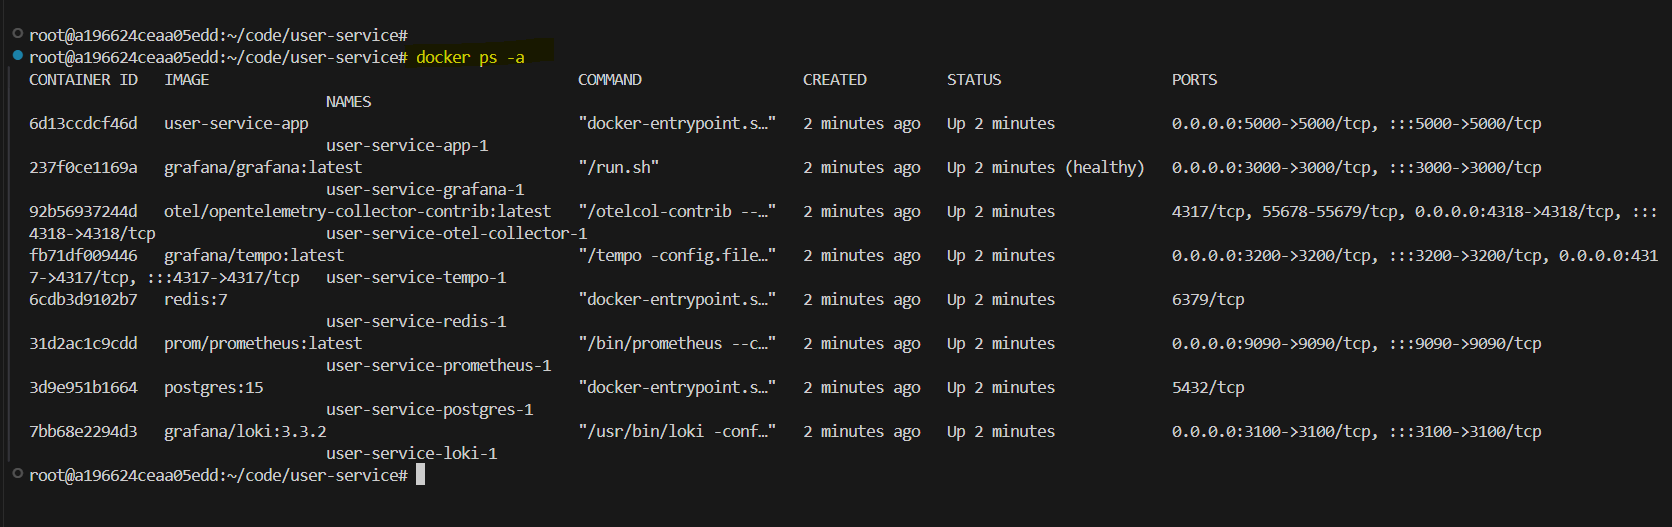 root@a196624ceaa05edd:~/code/user-service#
root@a196624ceaa05edd:~/code/user-service# docker ps -a
CONTAINER ID   IMAGE   COMMAND   CREATED   STATUS   PORTS
NAMES
6d13ccdcf46d   user-service-app   "docker-entrypoint.s…"   2 minutes ago   Up 2 minutes   0.0.0.0:5000->5000/tcp, :::5000->5000/tcp
user-service-app-1
237f0ce1169a   grafana/grafana:latest   "/run.sh"   2 minutes ago   Up 2 minutes (healthy)   0.0.0.0:3000->3000/tcp, :::3000->3000/tcp
user-service-grafana-1
92b56937244d   otel/opentelemetry-collector-contrib:latest   "/otelcol-contrib --…"   2 minutes ago   Up 2 minutes   4317/tcp, 55678-55679/tcp, 0.0.0.0:4318->4318/tcp, :::
4318->4318/tcp   user-service-otel-collector-1
fb71df009446   grafana/tempo:latest   "/tempo -config.file…"   2 minutes ago   Up 2 minutes   0.0.0.0:3200->3200/tcp, :::3200->3200/tcp, 0.0.0.0:431
7->4317/tcp, :::4317->4317/tcp   user-service-tempo-1
6cdb3d9102b7   redis:7   "docker-entrypoint.s…"   2 minutes ago   Up 2 minutes   6379/tcp
user-service-redis-1
31d2ac1c9cdd   prom/prometheus:latest   "/bin/prometheus --c…"   2 minutes ago   Up 2 minutes   0.0.0.0:9090->9090/tcp, :::9090->9090/tcp
user-service-prometheus-1
3d9e951b1664   postgres:15   "docker-entrypoint.s…"   2 minutes ago   Up 2 minutes   5432/tcp
user-service-postgres-1
7bb68e2294d3   grafana/loki:3.3.2   "/usr/bin/loki -conf…"   2 minutes ago   Up 2 minutes   0.0.0.0:3100->3100/tcp, :::3100->3100/tcp
user-service-loki-1
root@a196624ceaa05edd:~/code/user-service#